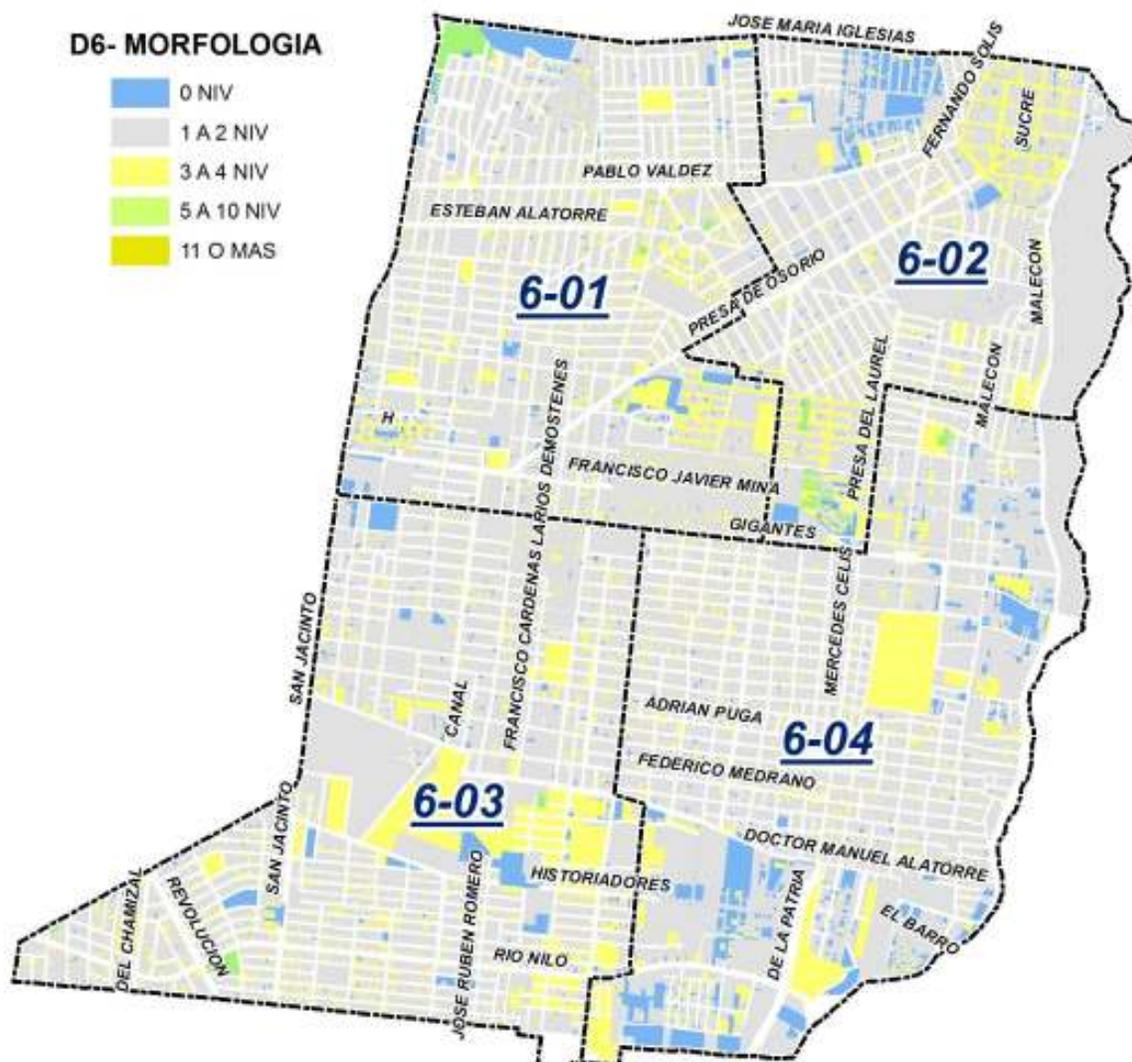 D6- MORFOLOGIA
0 NIV
1 A 2 NIV
3 A 4 NIV
5 A 10 NIV
11 O MAS
JOSE MARIA IGLESIAS
FERNANDO SOLIS
SUCRE
PABLO VALDEZ
ESTEBAN ALATORRE
6-01
6-02
PRESA DE OSORIO
MALECON
PRESA DEL LAUREL
MALECON
H
FRANCISCO JAVIER MINA
GIGANTES
FRANCISCO CARDENAS LARIOS DEMOSTENES
SAN JACINTO
MERCEDES CELIS
CANAL
ADRIAN PUGA
6-04
FEDERICO MEDRANO
6-03
SAN JACINTO
DOCTOR MANUEL ALATORRE
HISTORIADORES
DEL CHAMIZAL
REVOLUCION
JOSE RUBEN ROMERO
RIO NILO
DE LA PATRIA
EL BARRO